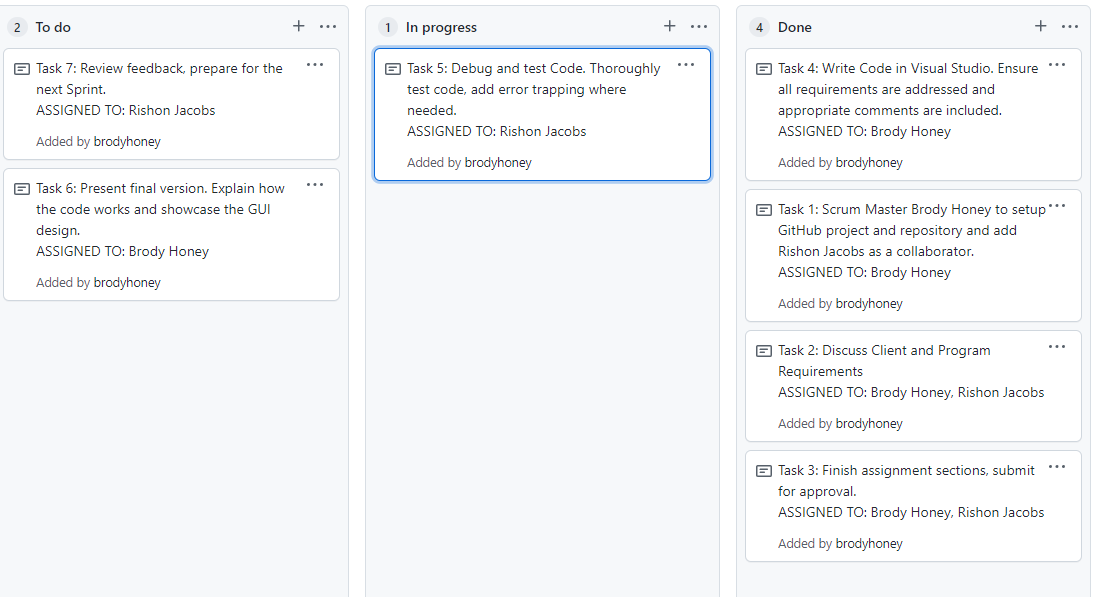 2 To do
Task 7: Review feedback, prepare for the
next Sprint.
ASSIGNED TO: Rishon Jacobs
Added by brodyhoney
Task 6: Present final version. Explain how
the code works and showcase the GUI
design.
ASSIGNED TO: Brody Honey
Added by brodyhoney
1 In progress
Task 5: Debug and test Code. Thoroughly
test code, add error trapping where
needed.
ASSIGNED TO: Rishon Jacobs
Added by brodyhoney
4 Done
Task 4: Write Code in Visual Studio. Ensure
all requirements are addressed and
appropriate comments are included.
ASSIGNED TO: Brody Honey
Added by brodyhoney
Task 1: Scrum Master Brody Honey to setup
GitHub project and repository and add
Rishon Jacobs as a collaborator.
ASSIGNED TO: Brody Honey
Added by brodyhoney
Task 2: Discuss Client and Program
Requirements
ASSIGNED TO: Brody Honey, Rishon Jacobs
Added by brodyhoney
Task 3: Finish assignment sections, submit
for approval.
ASSIGNED TO: Brody Honey, Rishon Jacobs
Added by brodyhoney